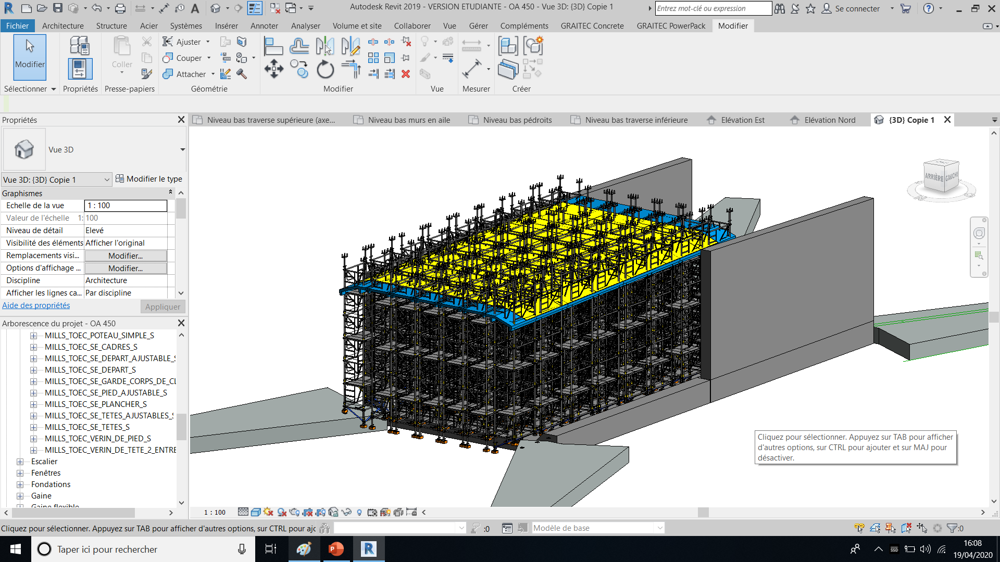 Autodesk Revit 2019 - VERSION ETUDIANTE - OA 450 - Vue 3D: {3D} Copie 1
Entrez mot-clé ou expression
Se connecter
Fichier
Architecture
Structure
Acier
Systèmes
Insérer
Annoter
Analyser
Volume et site
Collaborer
Vue
Gérer
Compléments
GRAITEC Concrete
GRAITEC PowerPack
Modifier
Modifier
Coller
Ajuster
Couper
Attacher
Sélectionner
Propriétés
Presse-papiers
Géométrie
Modifier
Vue
Mesurer
Créer
Propriétés
Niveau bas traverse supérieure (axe...
Niveau bas murs en aile
Niveau bas pédroits
Niveau bas traverse inférieure
Elévation Est
Elévation Nord
{3D} Copie 1
Vue 3D
Vue 3D: {3D} Copie 1
Modifier le type
Graphismes
Echelle de la vue
1 : 100
Valeur de l'échelle 1:
100
Niveau de détail
Elevé
Visibilité des éléments
Afficher l'original
Remplacements visi...
Modifier...
Options d'affichage ...
Modifier...
Discipline
Architecture
Afficher les lignes ca...
Par discipline
Aide des propriétés
Appliquer
Arborescence du projet - OA 450
MILLS_TOEC_POTEAU_SIMPLE_S
MILLS_TOEC_SE_CADRES_S
MILLS_TOEC_SE_DEPART_AJUSTABLE_S
MILLS_TOEC_SE_DEPART_S
MILLS_TOEC_SE_GARDE_CORPS_DE_CL
MILLS_TOEC_SE_PIED_AJUSTABLE_S
MILLS_TOEC_SE_PLANCHER_S
MILLS_TOEC_SE_TETES_AJUSTABLES_S
MILLS_TOEC_SE_TETES_S
MILLS_TOEC_VERIN_DE_PIED_S
MILLS_TOEC_VERIN_DE_TETE_2_ENTRE
Escalier
Fenêtres
Fondations
Gaine
Gaine flexible
ARRIÈRE
GAUCHE
Cliquez pour sélectionner. Appuyez sur TAB pour afficher
d'autres options, sur CTRL pour ajouter et sur MAJ pour
désactiver.
1 : 100
Cliquez pour sélectionner. Appuyez sur TAB pour afficher d'autres options, sur CTRL pour ajo
:0
Modèle de base
:0
Taper ici pour rechercher
SSD
16:08
19/04/2020